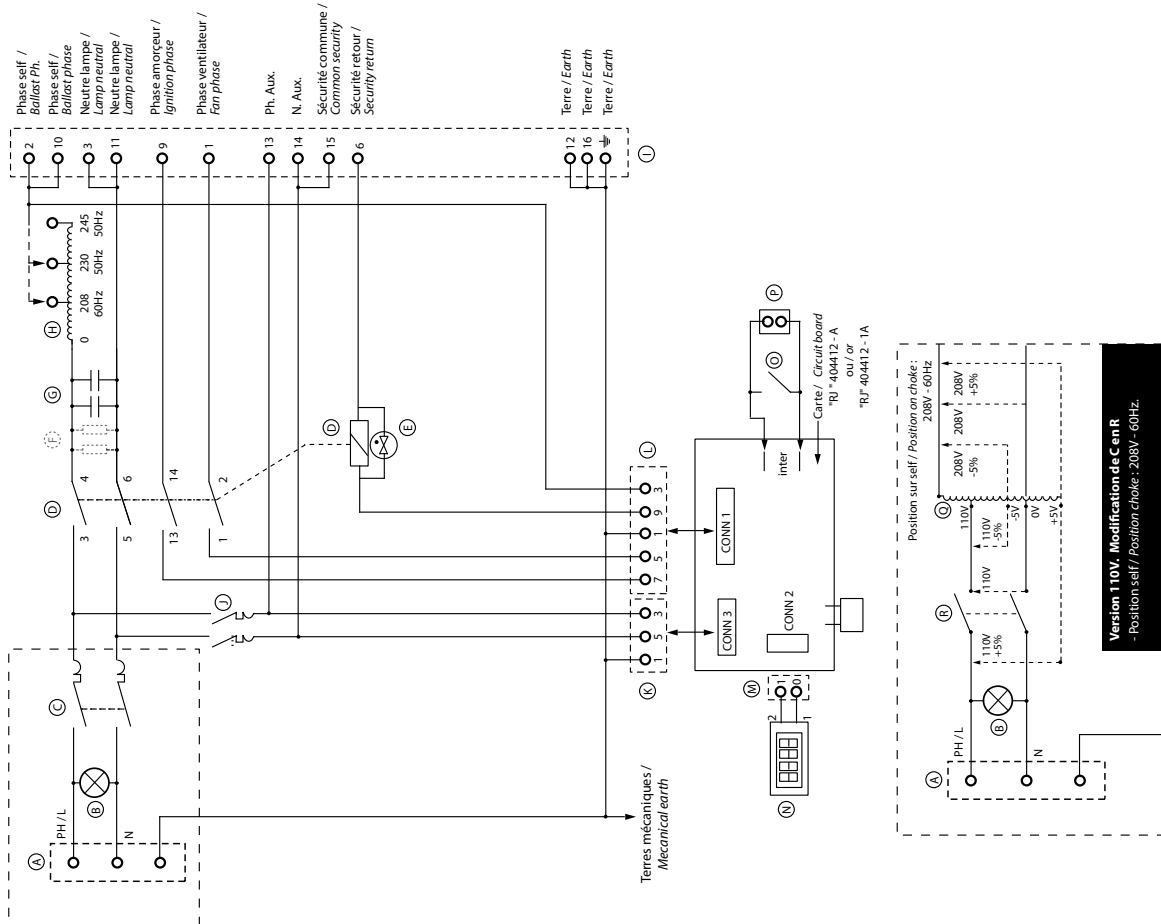 Phase self /
Ballast Ph.
Phase self /
Ballast phase
Neutre lampe /
Lamp neutral
Neutre lampe /
Lamp neutral
Phase amorçeur /
Ignition phase
Phase ventilateur /
Fan phase
Ph. Aux.
N. Aux.
Sécurité commune /
Common security
Sécurité retour /
Security return
Terre / Earth
Terre / Earth
Terre / Earth
2
10
3
11
9
1
13
14
15
6
12
16
I
H
0
208
60Hz
230
50Hz
245
50Hz
G
F
D
3
4
5
6
13
14
1
2
D
E
J
C
B
A
PH / L
N
K
1
5
3
L
7
5
1
9
3
CONN 3
CONN 1
CONN 2
inter
O
P
Carte / Circuit board
"RJ" 404412 - A
ou / or
"RJ" 404412 - 1A
M
1
0
2
1
N
Terres mécaniques /
Mecanical earth
Position sur self / Position on choke :
208V - 60Hz
A
PH / L
N
B
R
110V
+5%
110V
110V
-5%
Q
110V
-5V
0V
+5V
208V
-5%
208V
208V
+5%
Version 110V. Modification de C en R
- Position self / Position choke : 208V - 60Hz.